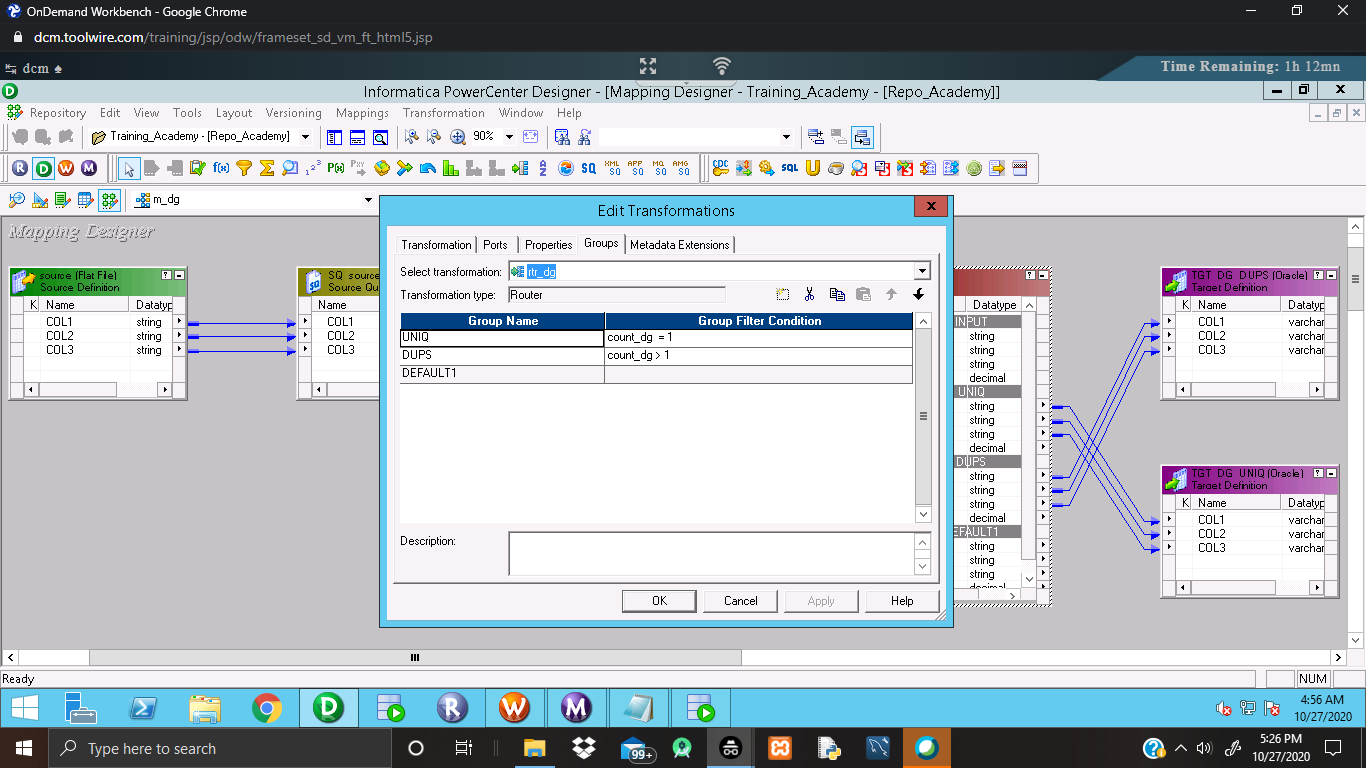 OnDemand Workbench - Google Chrome
dcm.toolwire.com/training/jsp/odw/frameset_sd_vm_ft_html5.jsp
dcm ♠
Time Remaining: 1h 12mn
Informatica PowerCenter Designer - [Mapping Designer - Training_Academy - [Repo_Academy]]
Repository Edit View Tools Layout Versioning Mappings Transformation Window Help
Training_Academy - [Repo_Academy] 90%
m_dg
Mapping Designer
source (Flat File)
Source Definition
K Name Datatyp
COL1 string
COL2 string
COL3 string
SQ_source
Source Qu
Name
COL1
COL2
COL3
Edit Transformations
Transformation Ports Properties Groups Metadata Extensions
Select transformation: rtr_dg
Transformation type: Router
Group Name Group Filter Condition
UNIQ count_dg = 1
DUPS count_dg > 1
DEFAULT1
Description:
OK Cancel Apply Help
Datatype
INPUT
string
string
string
decimal
UNIQ
string
string
string
decimal
DUPS
string
string
string
decimal
EFAULT1
string
string
string
decimal
TGT_DG_DUPS (Oracle)
Target Definition
K Name Datatyp
COL1 varchar
COL2 varchar
COL3 varchar
TGT_DG_UNIQ (Oracle)
Target Definition
K Name Datatyp
COL1 varchar
COL2 varchar
COL3 varchar
Ready
NUM
4:56 AM
10/27/2020
Type here to search
99+
5:26 PM
10/27/2020